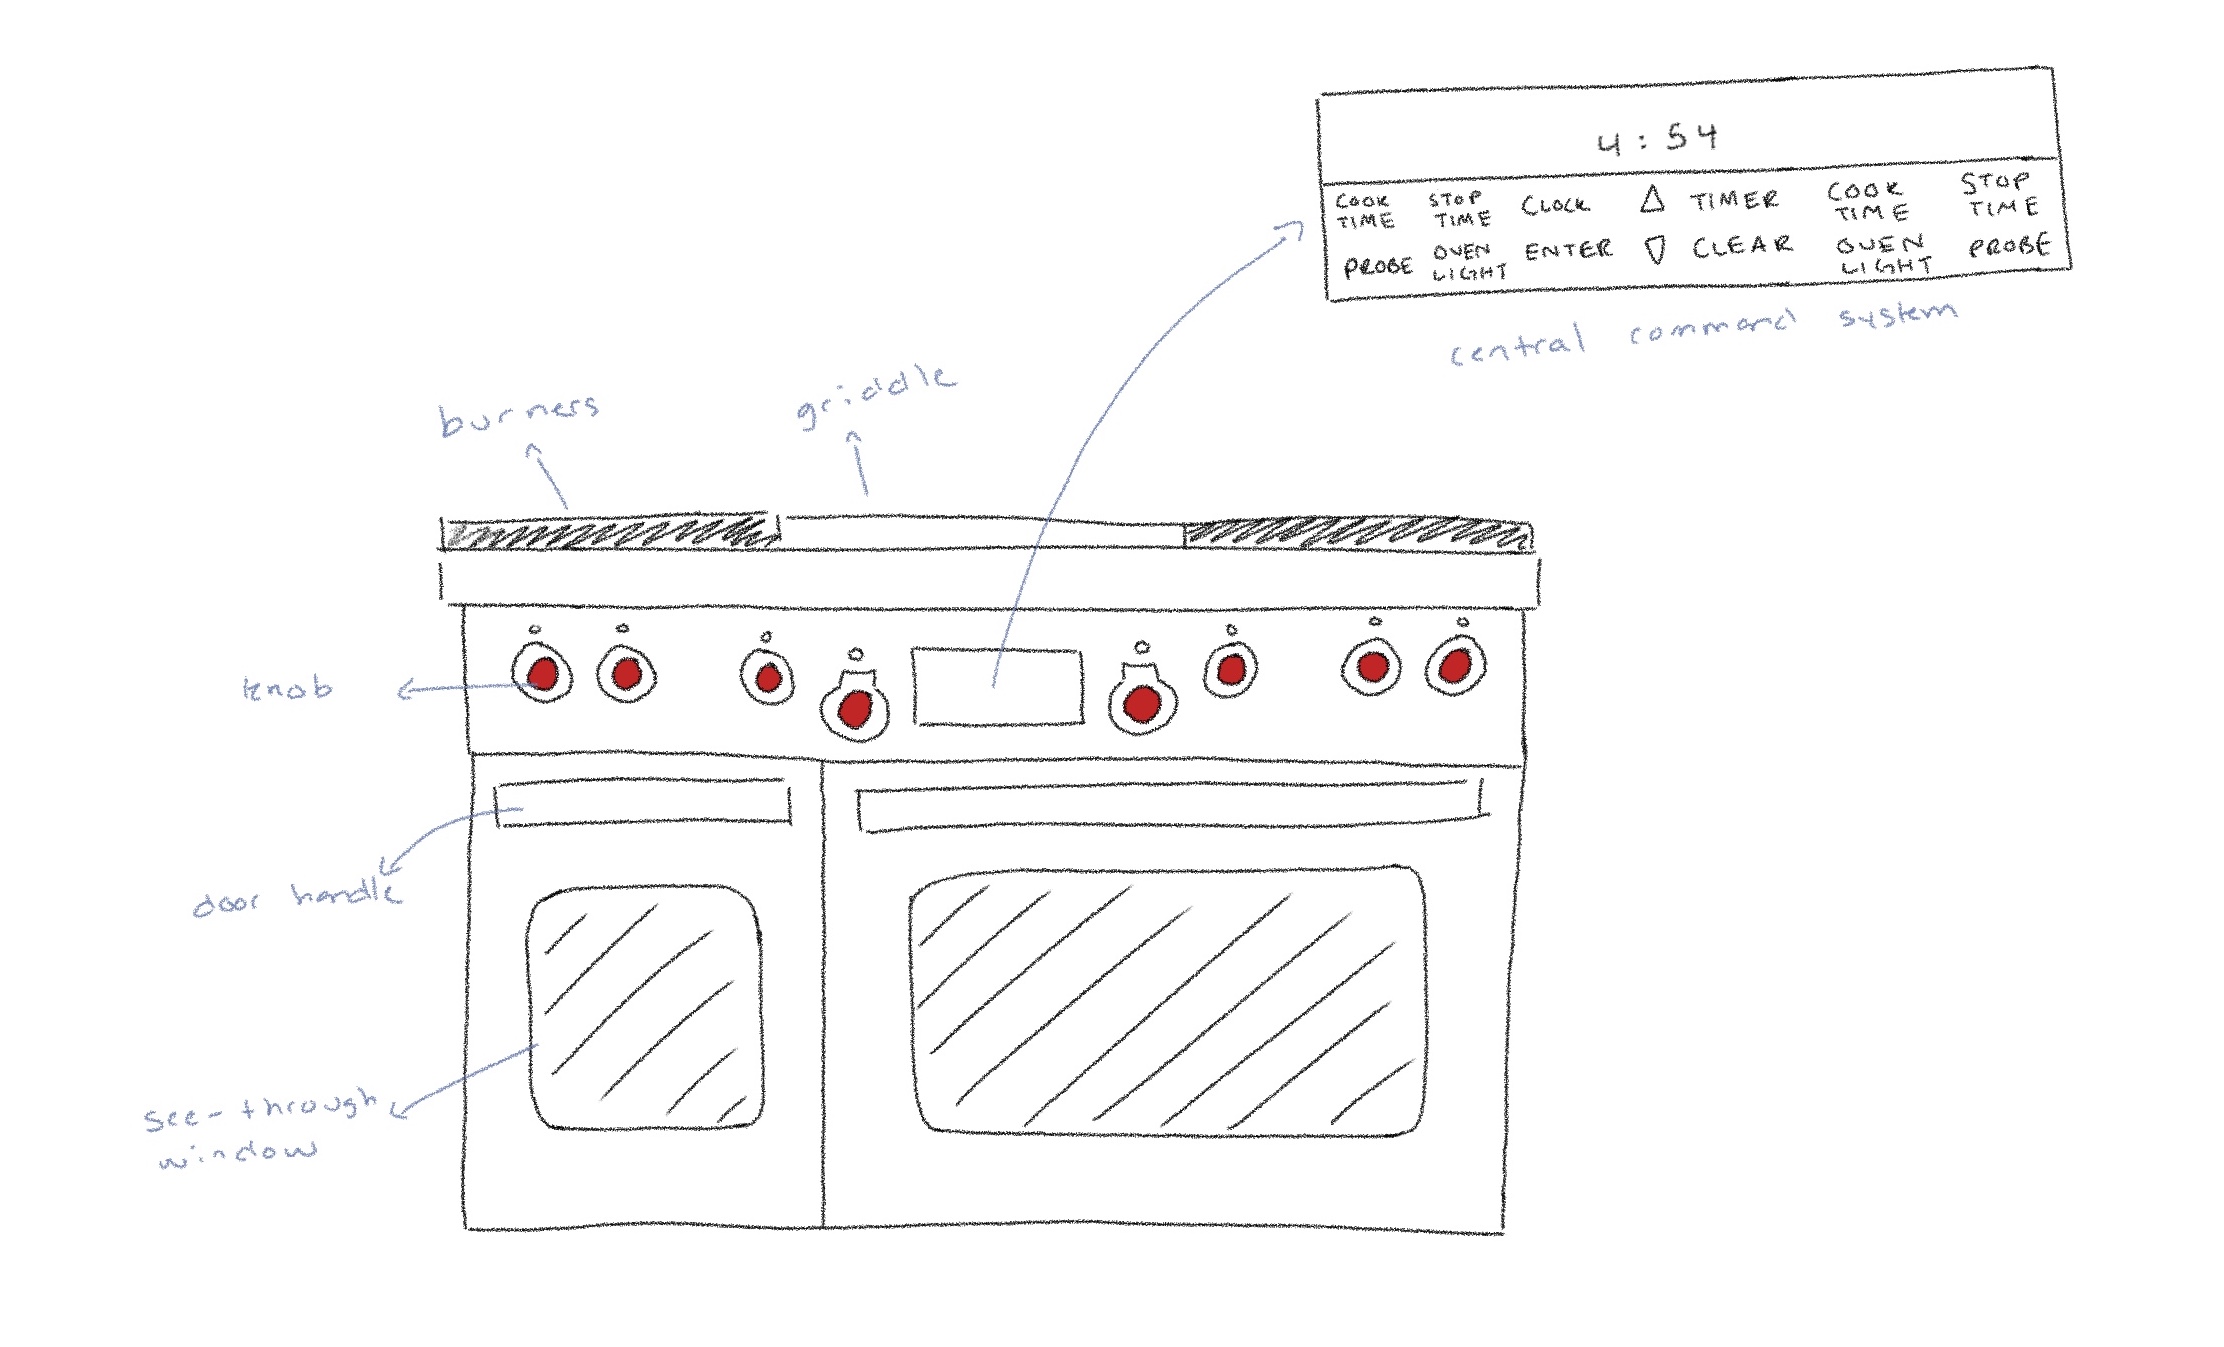 4:54
COOK TIME STOP TIME CLOCK △ TIMER COOK TIME STOP TIME
PROBE OVEN LIGHT ENTER ▽ CLEAR OVEN LIGHT PROBE
central command system
griddle
burners
knob
door handle
see-through
window